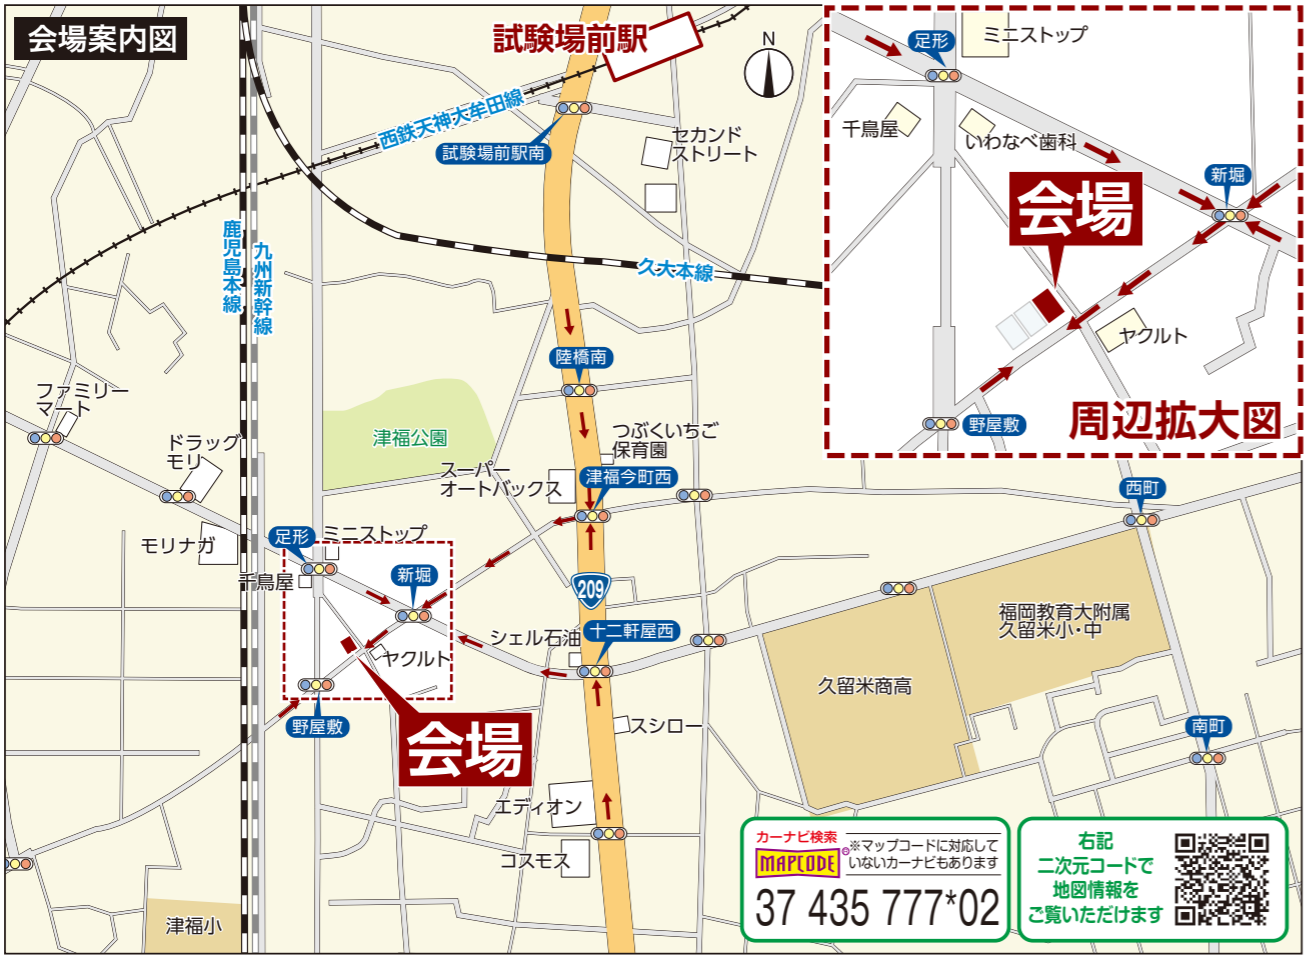 会場案内図
試験場前駅
N
西鉄天神大牟田線
試験場前駅南
セカンド
ストリート
鹿児島本線
九州新幹線
久大本線
陸橋南
ファミリー
マート
ドラッグ
モリ
モリナガ
津福公園
つぶくいちご
保育園
スーパー
オートバックス
津福今町西
足形
ミニストップ
千鳥屋
新堀
209
シェル石油
十二軒屋西
ヤクルト
野屋敷
会場
スシロー
エディオン
コスモス
津福小
西町
福岡教育大附属
久留米小・中
久留米商高
南町
足形
ミニストップ
千鳥屋
いわなべ歯科
新堀
会場
ヤクルト
野屋敷
周辺拡大図
カーナビ検索
MAPCODE
®
※マップコードに対応して
いないカーナビもあります
37 435 777*02
右記
二次元コードで
地図情報を
ご覧いただけます